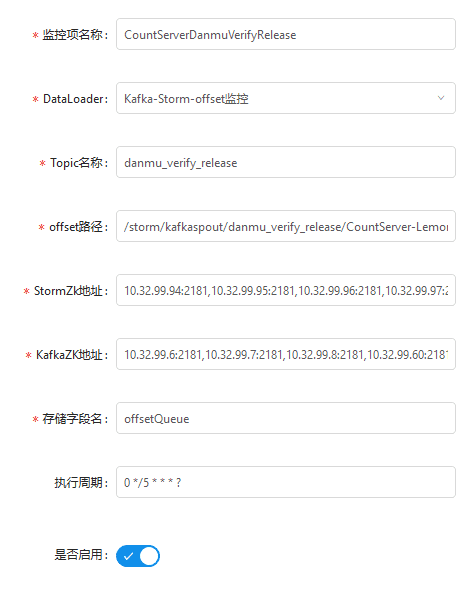 * 监控项名称： CountServerDanmuVerifyRelease
* DataLoader： Kafka-Storm-offset监控
* Topic名称： danmu_verify_release
* offset路径： /storm/kafkaspout/danmu_verify_release/CountServer-Lemon
* StormZk地址： 10.32.99.94:2181,10.32.99.95:2181,10.32.99.96:2181,10.32.99.97:2
* KafkaZK地址： 10.32.99.6:2181,10.32.99.7:2181,10.32.99.8:2181,10.32.99.60:2181
* 存储字段名： offsetQueue
执行周期： 0 */5 * * * ?
是否启用：